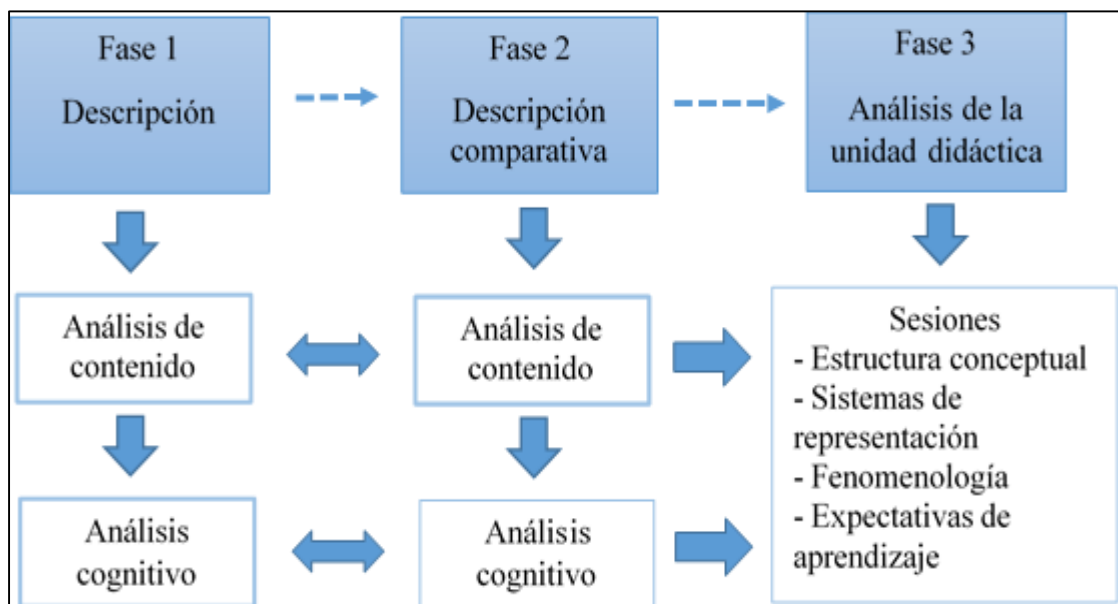 Fase 1
Descripción
Fase 2
Descripción
comparativa
Fase 3
Análisis de la
unidad didáctica
Análisis de
contenido
Análisis de
contenido
Sesiones
- Estructura conceptual
- Sistemas de
representación
- Fenomenología
- Expectativas de
aprendizaje
Análisis
cognitivo
Análisis
cognitivo